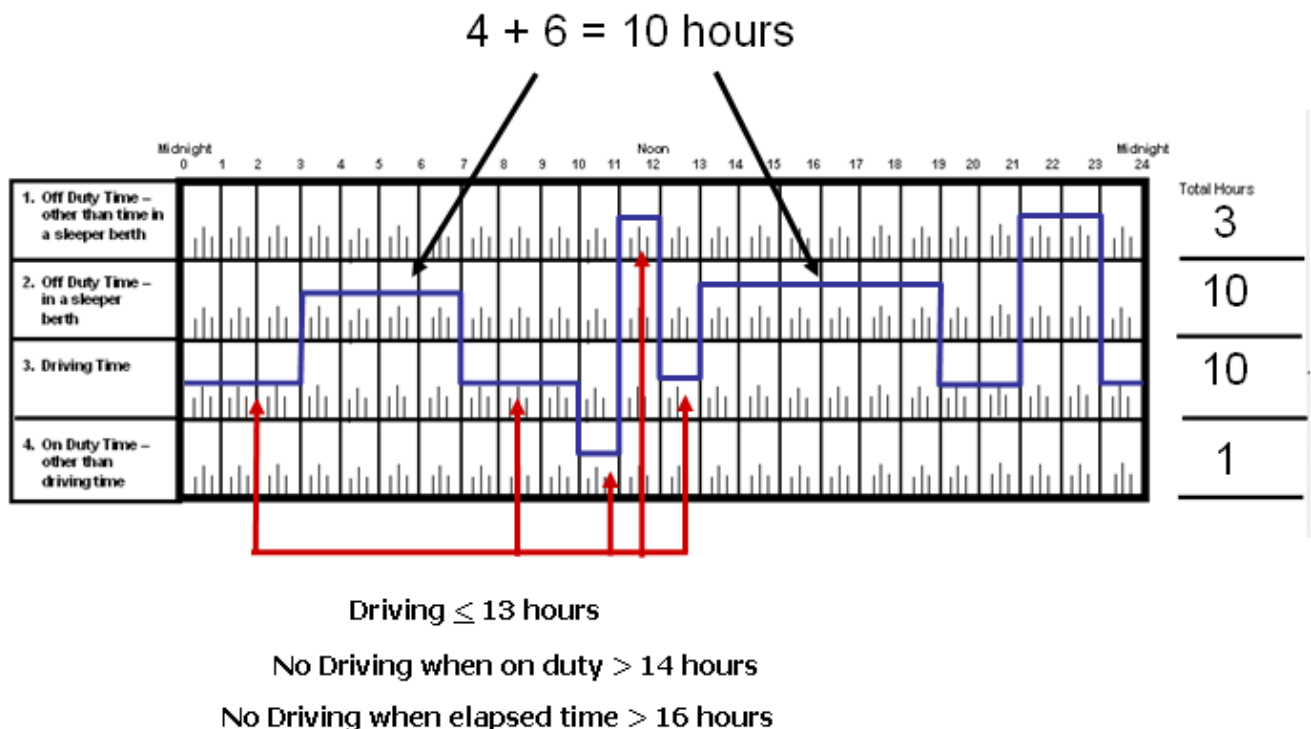 4 + 6 = 10 hours
Midnight
Noon
Midnight
0 1 2 3 4 5 6 7 8 9 10 11 12 13 14 15 16 17 18 19 20 21 22 23 24
Total Hours
1. Off Duty Time –
other than time in
a sleeper berth
3
2. Off Duty Time –
in a sleeper
berth
10
3. Driving Time
10
4. On Duty Time –
other than
driving time
1
Driving ≤ 13 hours
No Driving when on duty > 14 hours
No Driving when elapsed time > 16 hours